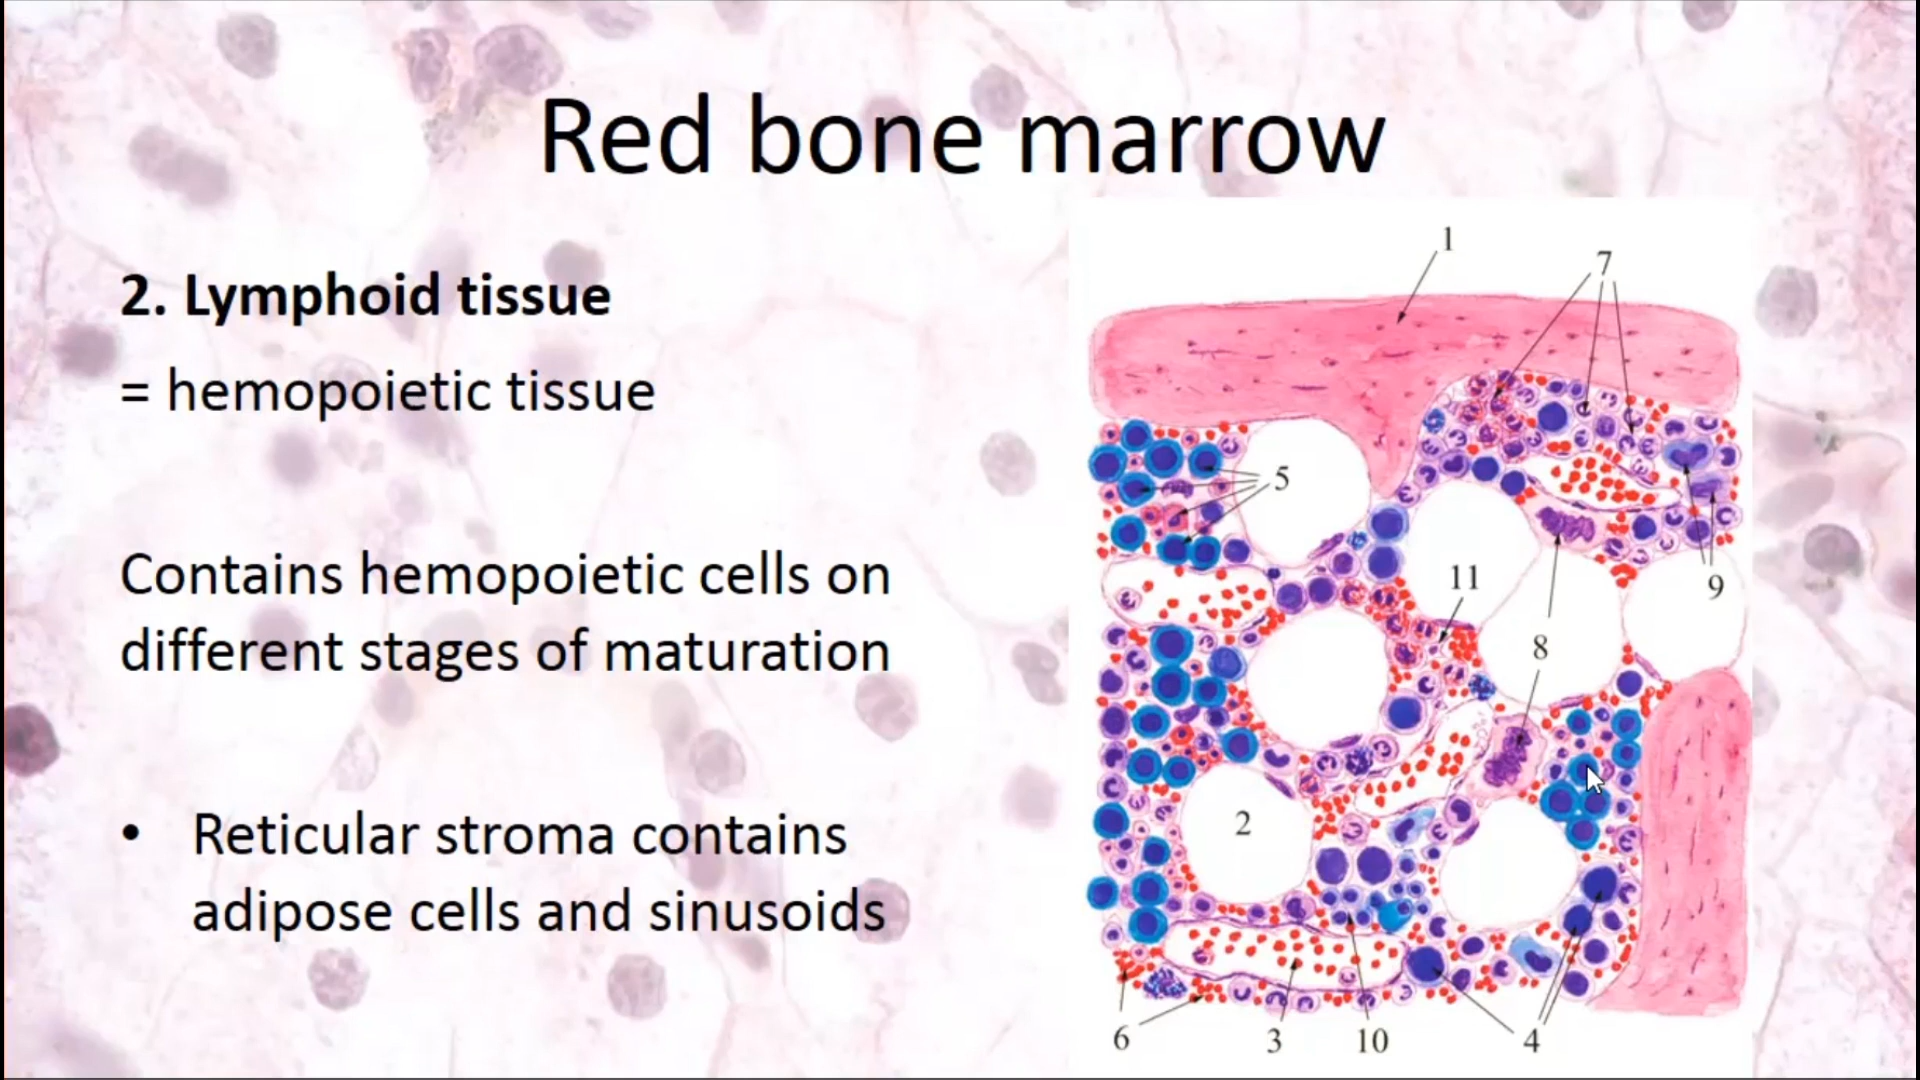 Red bone marrow
2. Lymphoid tissue
= hemopoietic tissue
Contains hemopoietic cells on
different stages of maturation
• Reticular stroma contains
adipose cells and sinusoids
1
7
5
11
9
8
2
6
3
10
4